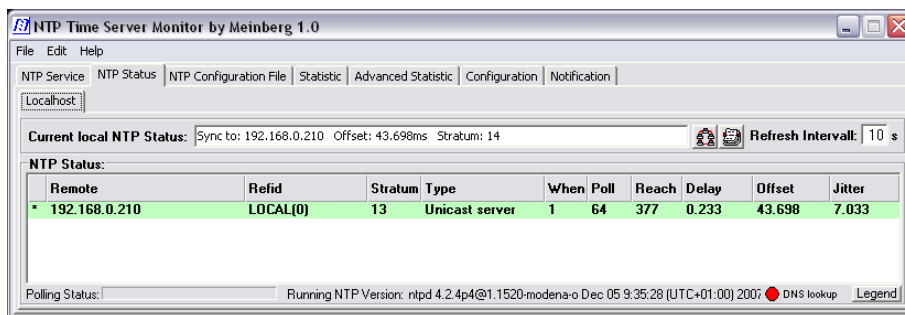 NTP Time Server Monitor by Meinberg 1.0
File Edit Help
NTP Service NTP Status NTP Configuration File Statistic Advanced Statistic Configuration Notification
Localhost
Current local NTP Status: Sync to: 192.168.0.210 Offset: 43.698ms Stratum: 14 Refresh Intervall: 10 s
NTP Status:
Remote Refid Stratum Type When Poll Reach Delay Offset Jitter
* 192.168.0.210 LOCAL(0) 13 Unicast server 1 64 377 0.233 43.698 7.033
Polling Status: Running NTP Version: ntpd 4.2.4p4@1.1520-modena-o Dec 05 9:35:28 (UTC+01:00) 2007 DNS lookup Legend